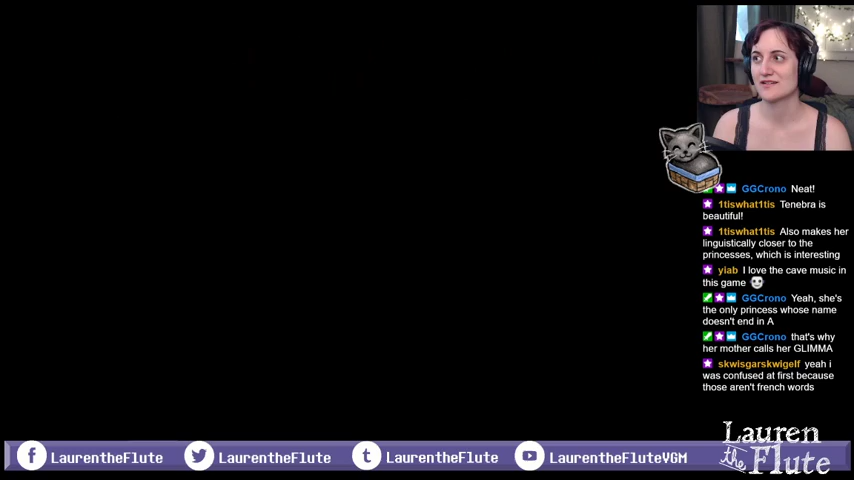 GGCrono Neat!
1tiswhat1tis Tenebra is
beautiful!
1tiswhat1tis Also makes her
linguistically closer to the
princesses, which is interesting
yiab I love the cave music in
this game
GGCrono Yeah, she's
the only princess whose name
doesn't end in A
GGCrono that's why
her mother calls her GLIMMA
skwisgarskwigelf yeah i
was confused at first because
those aren't french words
Lauren
the Flute
LaurentheFlute
LaurentheFlute
LaurentheFlute
LaurentheFluteVGM